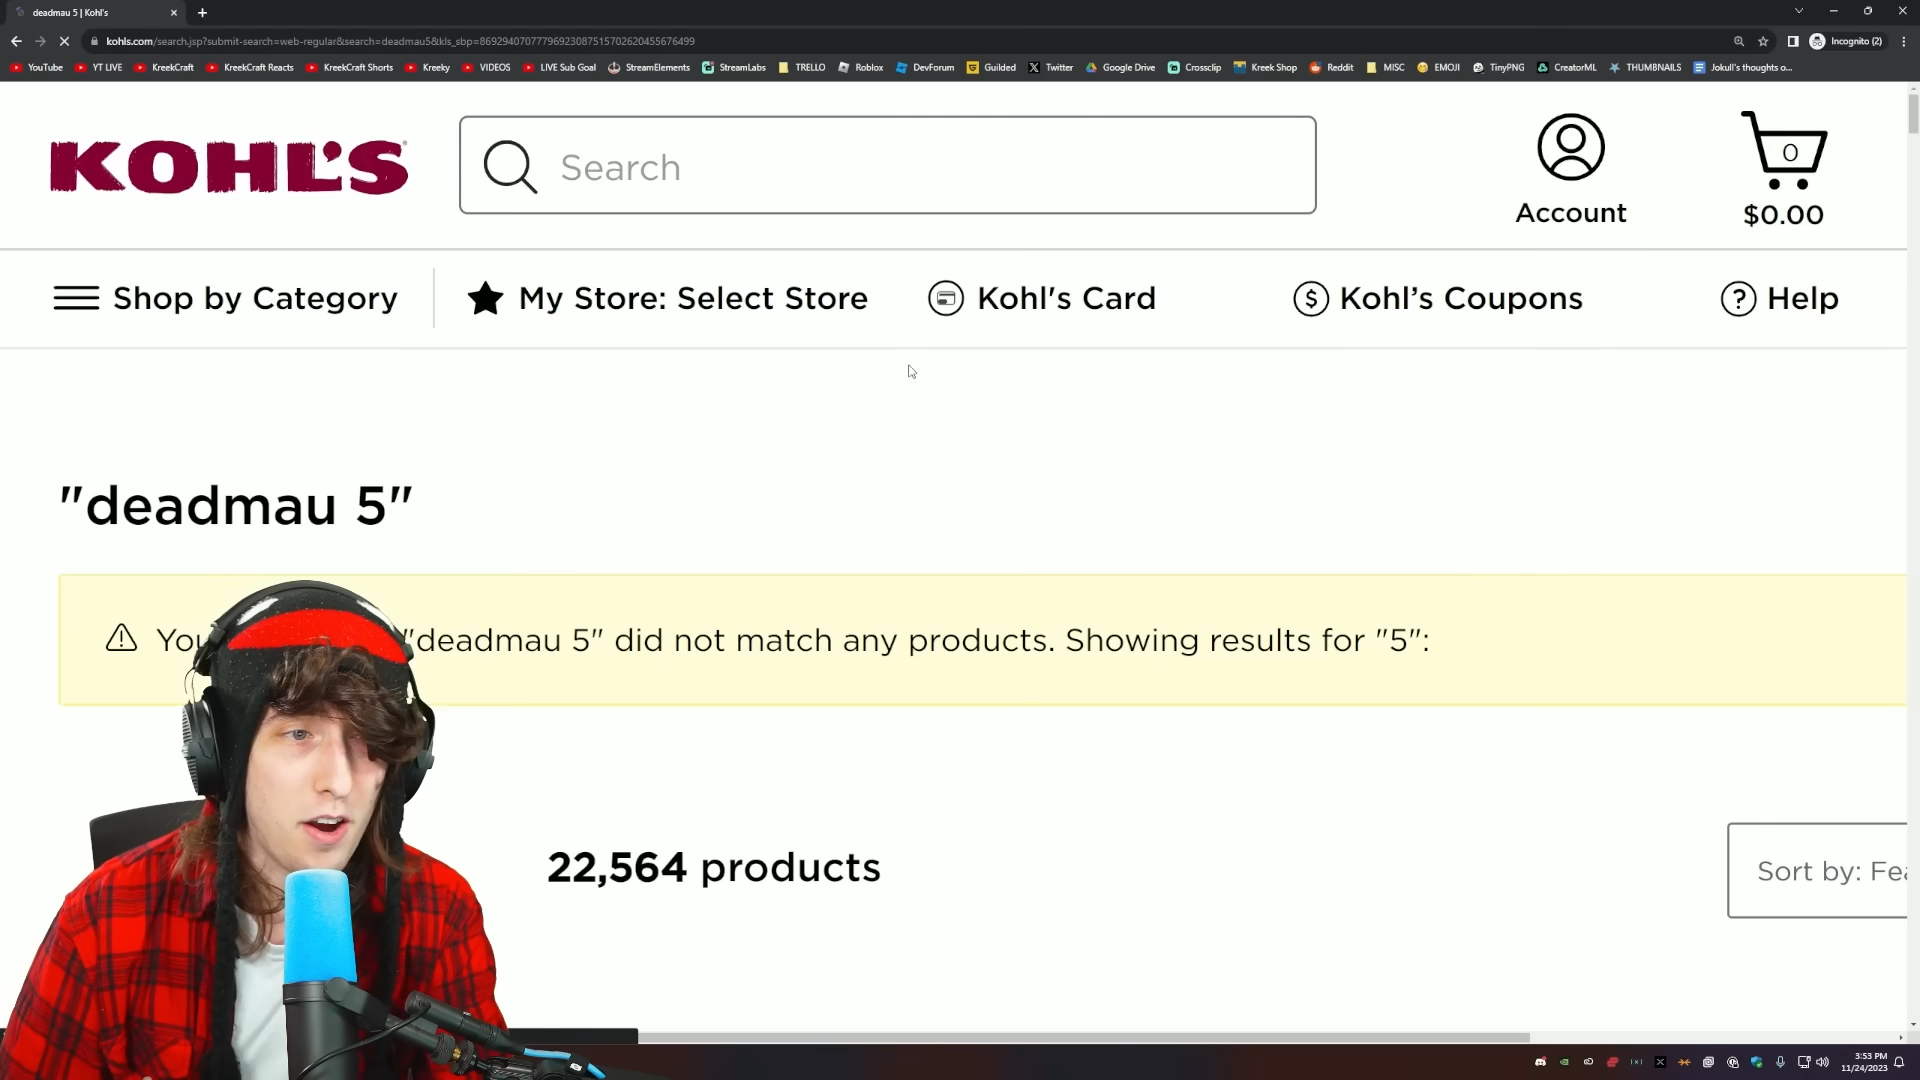 deadmau 5 | Kohl's
kohls.com/search.jsp?submit-search=web-regular&search=deadmau5&kls_sbp=86929407077796923087515702620455676499
Incognito (2)
YouTube YT LIVE KreekCraft KreekCraft Reacts KreekCraft Shorts Kreeky VIDEOS LIVE Sub Goal StreamElements StreamLabs TRELLO Roblox DevForum Guilded Twitter Google Drive Crossclip Kreek Shop Reddit MISC EMOJI TinyPNG CreatorML THUMBNAILS Jokull's thoughts o...
KOHL'S
Search
Account
0
$0.00
Shop by Category My Store: Select Store Kohl's Card Kohl's Coupons Help
"deadmau 5"
"deadmau 5" did not match any products. Showing results for "5":
22,564 products
Sort by:
3:53 PM
11/24/2023